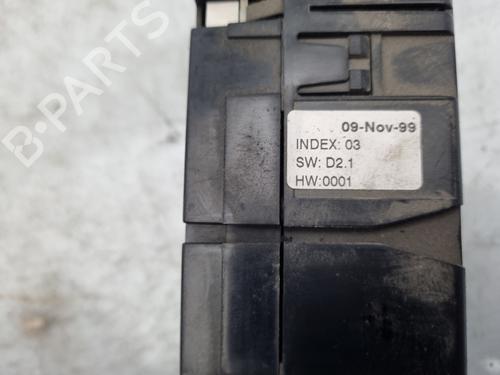 B-PARTS
09-Nov-99
INDEX: 03
SW: D2.1
HW:0001